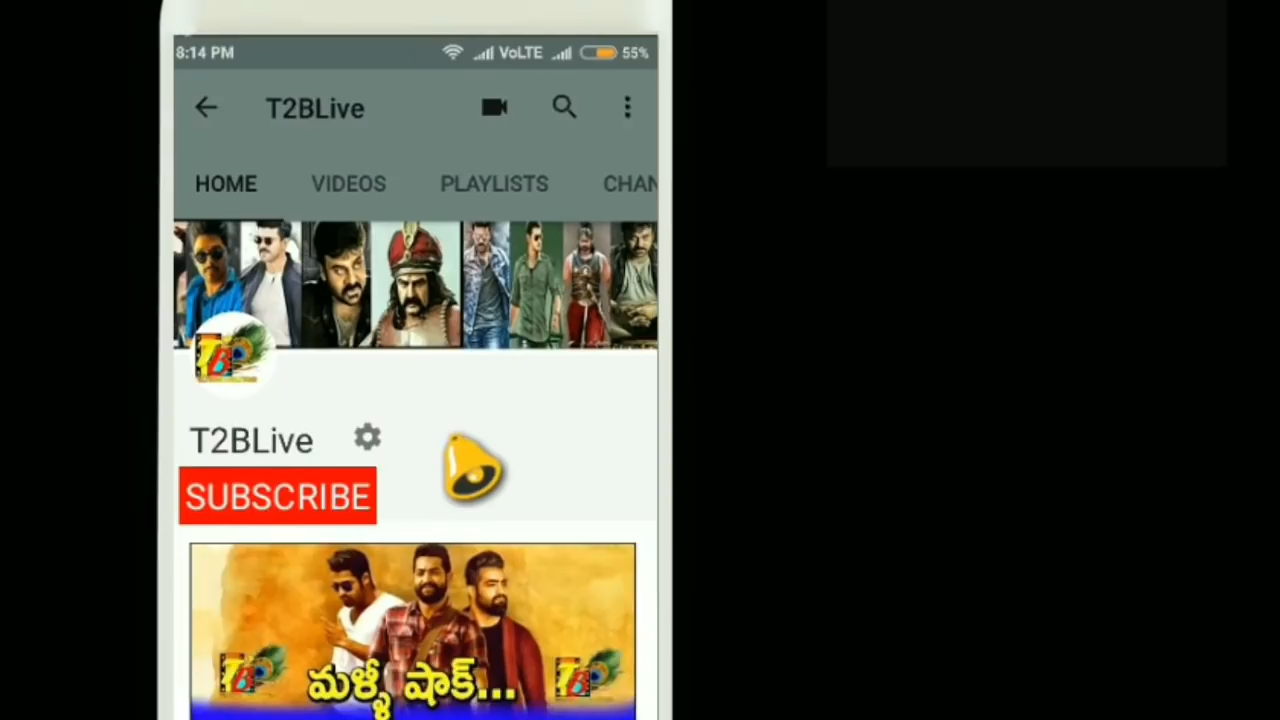 8:14 PM VoLTE 55%
T2BLive
HOME VIDEOS PLAYLISTS CHAN
T2BLive
SUBSCRIBE
మళ్ళీ షాక్...